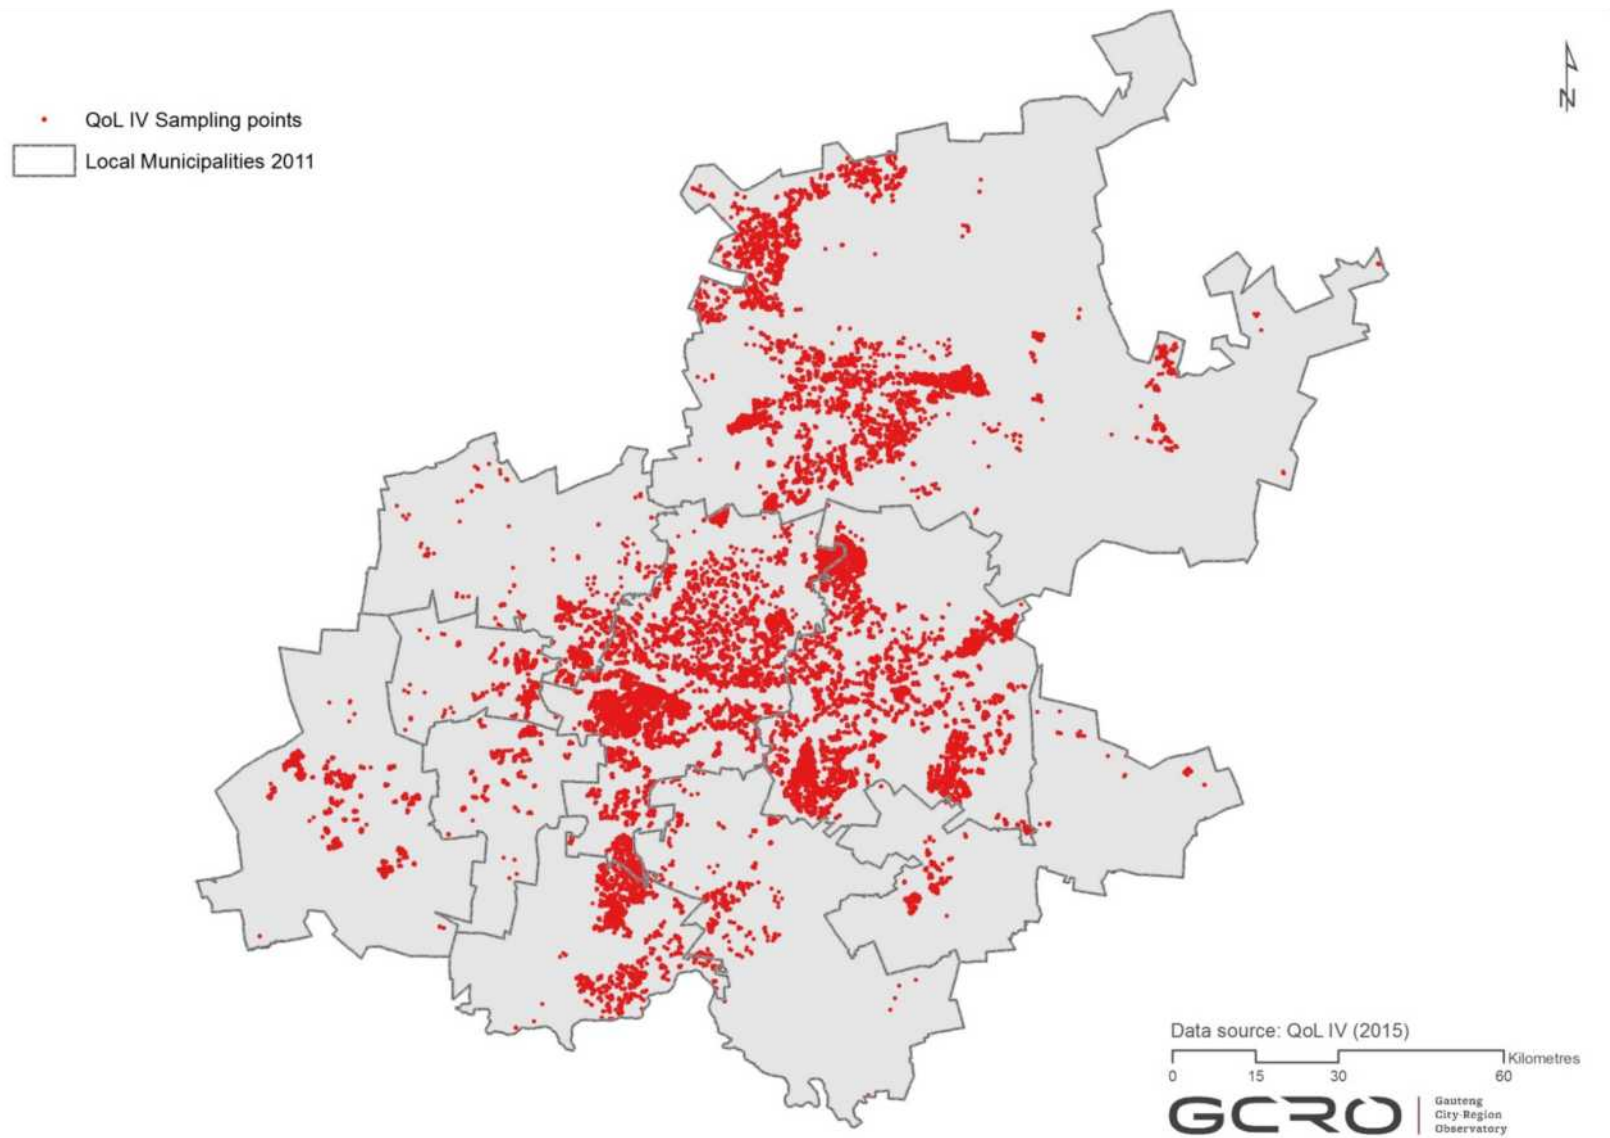 N
QoL IV Sampling points
Local Municipalities 2011
Data source: QoL IV (2015)
Kilometres
0 15 30 60
GCRO
Gauteng
City-Region
Observatory